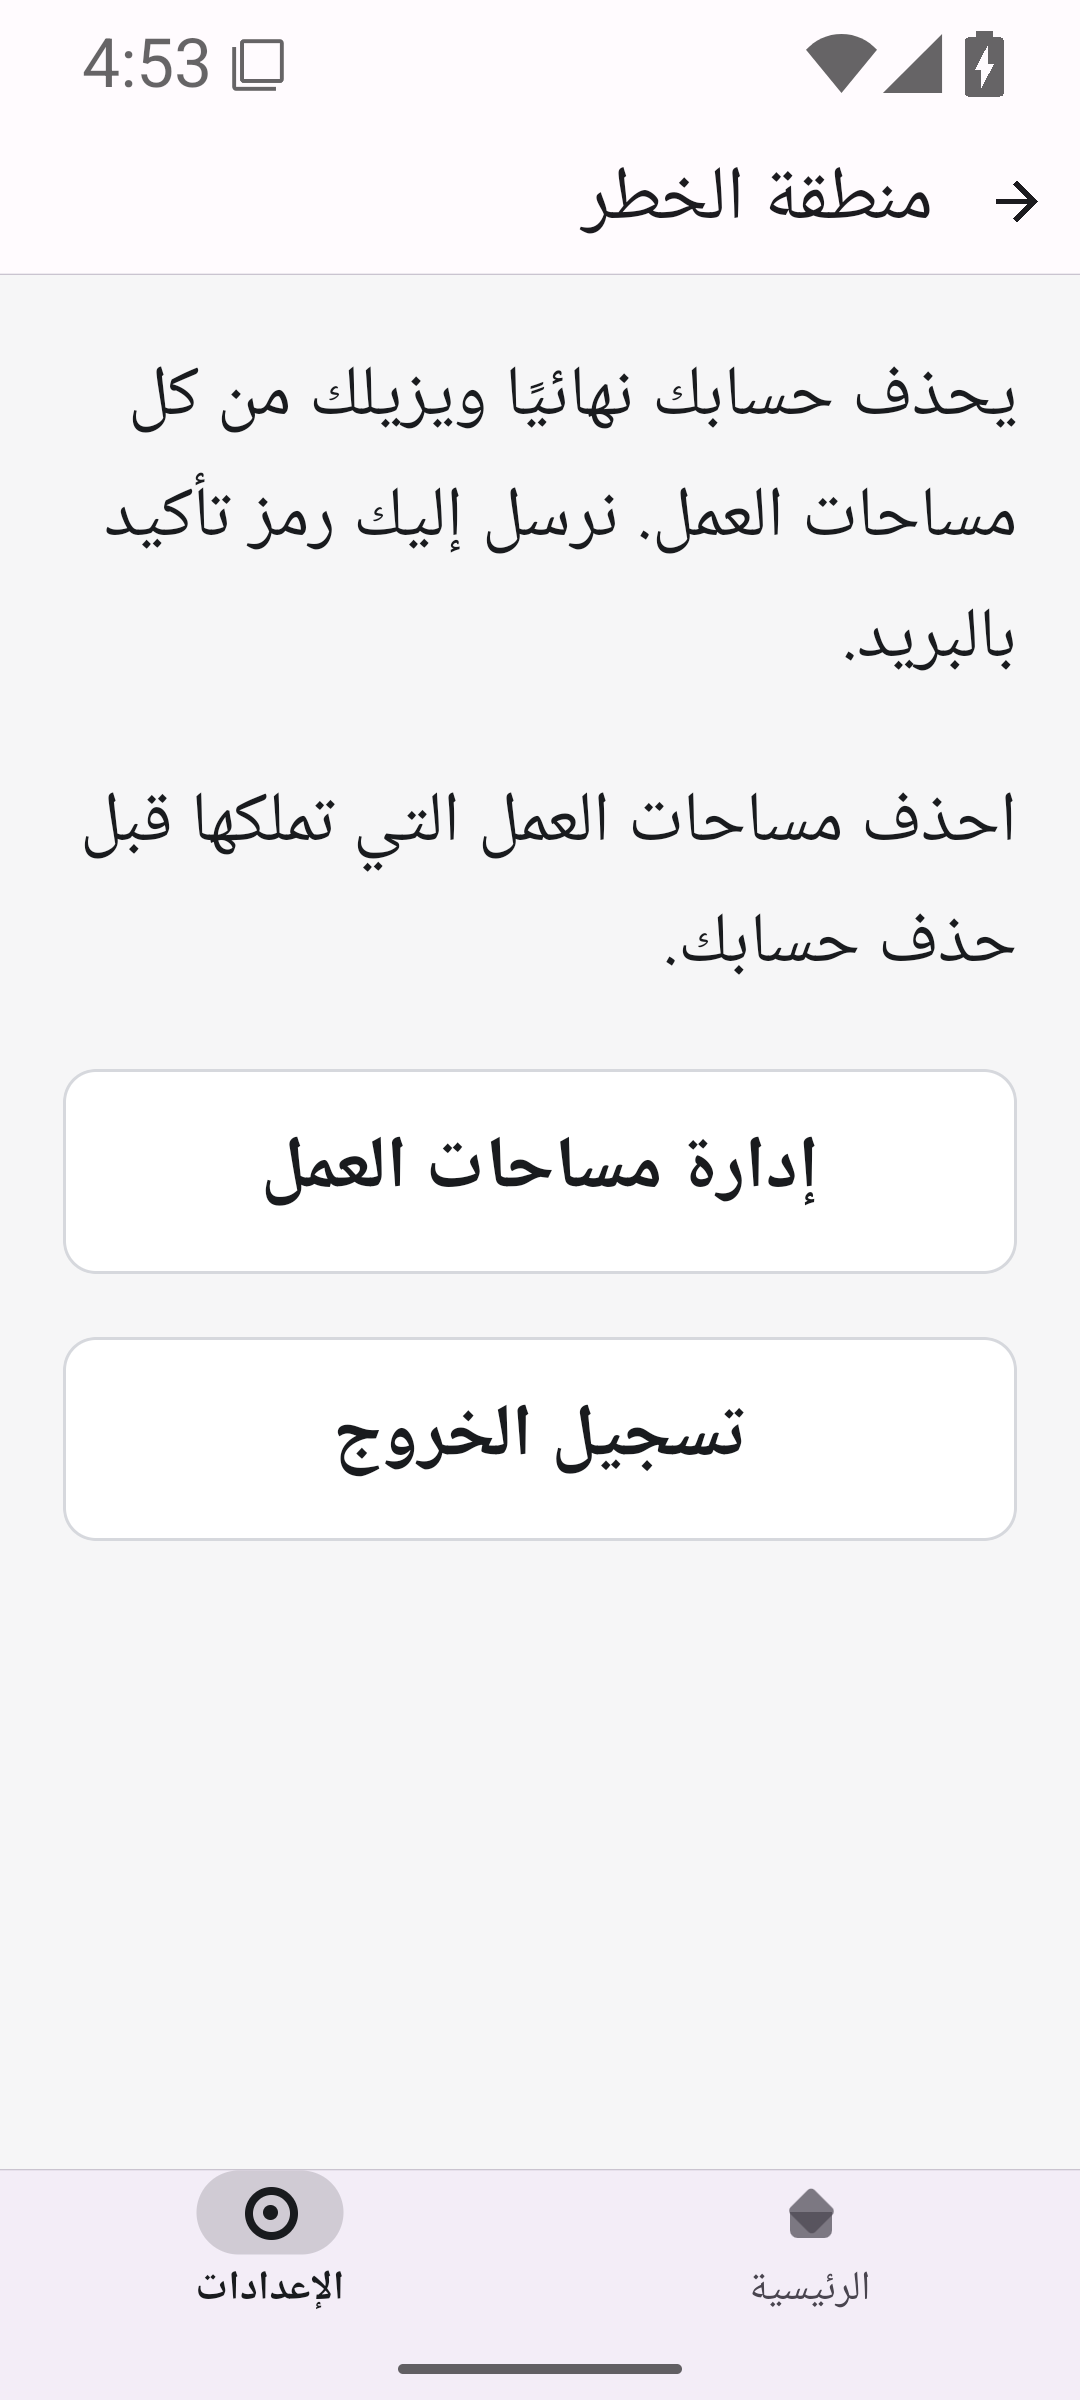 4:53
منطقة الخطر
يحذف حسابك نهائيًا ويزيلك من كل
مساحات العمل. نرسل إليك رمز تأكيد
بالبريد.
احذف مساحات العمل التي تملكها قبل
حذف حسابك.
إدارة مساحات العمل
تسجيل الخروج
الرئيسية
الإعدادات